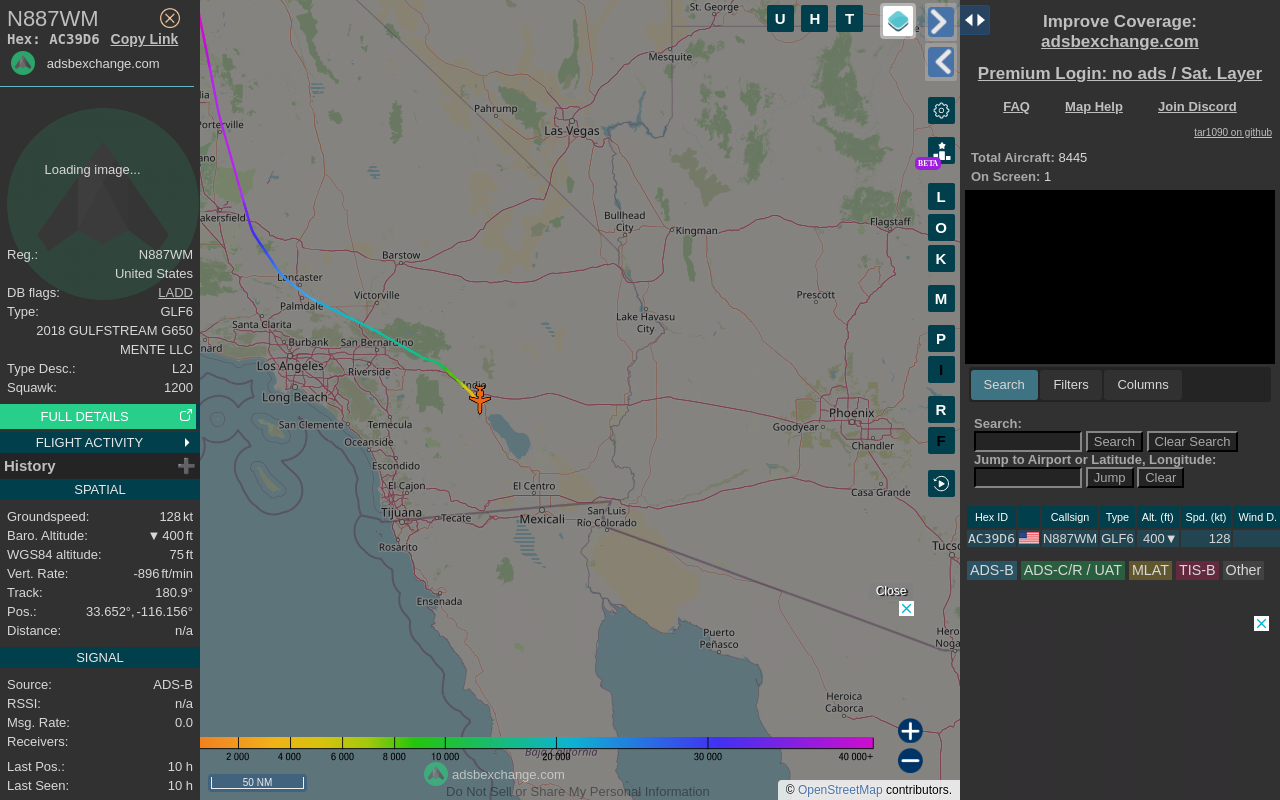 N887WM
Hex: AC39D6 Copy Link
adsbexchange.com
Loading image...
Reg.: N887WM
United States
DB flags: LADD
Type: GLF6
2018 GULFSTREAM G650
MENTE LLC
Type Desc.: L2J
Squawk: 1200
FULL DETAILS
FLIGHT ACTIVITY
History
SPATIAL
Groundspeed: 128 kt
Baro. Altitude: ▼ 400 ft
WGS84 altitude: 75 ft
Vert. Rate: -896 ft/min
Track: 180.9°
Pos.: 33.652°, -116.156°
Distance: n/a
SIGNAL
Source: ADS-B
RSSI: n/a
Msg. Rate: 0.0
Receivers:
Last Pos.: 10 h
Last Seen: 10 h
St. George
Mesquite
Pahrump
Las Vegas
Porterville
Bullhead
City
Kingman
Flagstaff
Barstow
Lancaster
Palmdale
Victorville
Prescott
Santa Clarita
Lake Havasu
City
Burbank
San Bernardino
Los Angeles
Riverside
Indio
Long Beach
Phoenix
San Clemente
Temecula
Goodyear
Oceanside
Chandler
Escondido
El Cajon
El Centro
Casa Grande
Tijuana
Tecate
Mexicali
San Luis
Río Colorado
Rosarito
Ensenada
Puerto
Peñasco
Heroica
Caborca
Baja California
U H T
BETA
L
O
K
M
P
I
R
F
Close
2 000 4 000 6 000 8 000 10 000 20 000 30 000 40 000+
50 NM
adsbexchange.com
Do Not Sell or Share My Personal Information
© OpenStreetMap contributors.
Improve Coverage:
adsbexchange.com
Premium Login: no ads / Sat. Layer
FAQ Map Help Join Discord
tar1090 on github
Total Aircraft: 8445
On Screen: 1
Search Filters Columns
Search:
Search Clear Search
Jump to Airport or Latitude, Longitude:
Jump Clear
Hex ID Callsign Type Alt. (ft) Spd. (kt) Wind D.
AC39D6 N887WM GLF6 400▼ 128
ADS-B ADS-C/R / UAT MLAT TIS-B Other